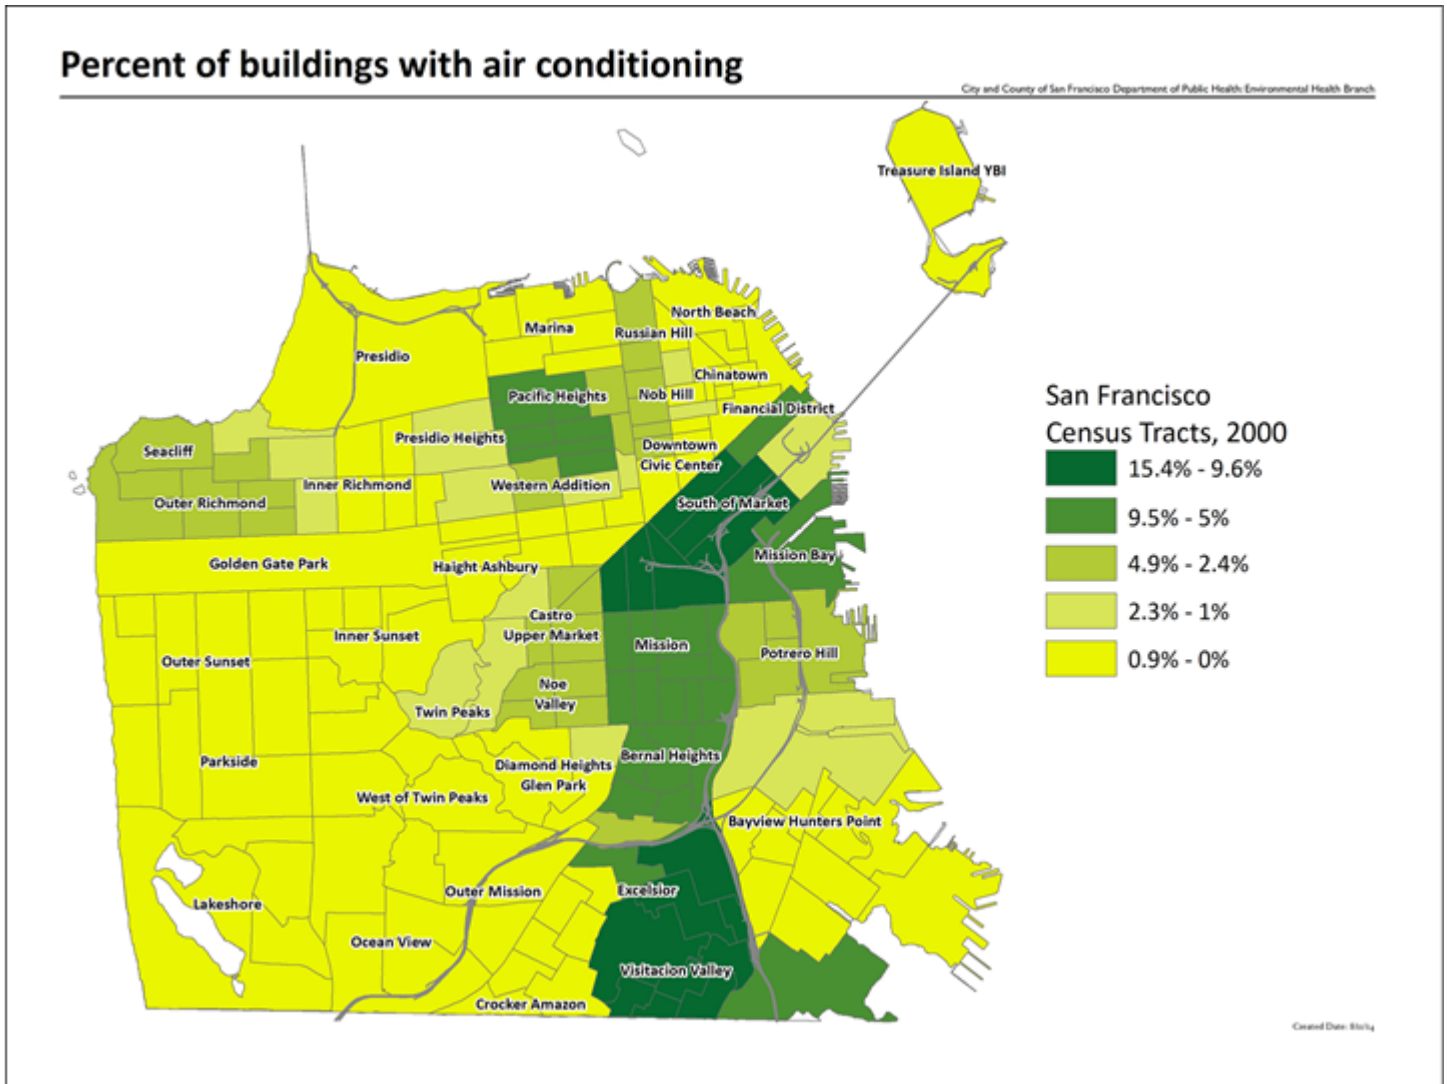 Percent of buildings with air conditioning
City and County of San Francisco Department of Public Health: Environmental Health Branch
Treasure Island YBI
North Beach
Marina
Russian Hill
Presidio
Chinatown
Pacific Heights
Nob Hill
Financial District
Presidio Heights
Downtown
Seacliff
Civic Center
Inner Richmond
Western Addition
Outer Richmond
South of Market
Mission Bay
Golden Gate Park
Haight Ashbury
Castro
Upper Market
Inner Sunset
Mission
Potrero Hill
Outer Sunset
Noe
Valley
Twin Peaks
Bernal Heights
Parkside
Diamond Heights
Glen Park
West of Twin Peaks
Bayview Hunters Point
Outer Mission
Excelsior
Lakeshore
Ocean View
Visitacion Valley
Crocker Amazon
San Francisco
Census Tracts, 2000
15.4% - 9.6%
9.5% - 5%
4.9% - 2.4%
2.3% - 1%
0.9% - 0%
Created Date: